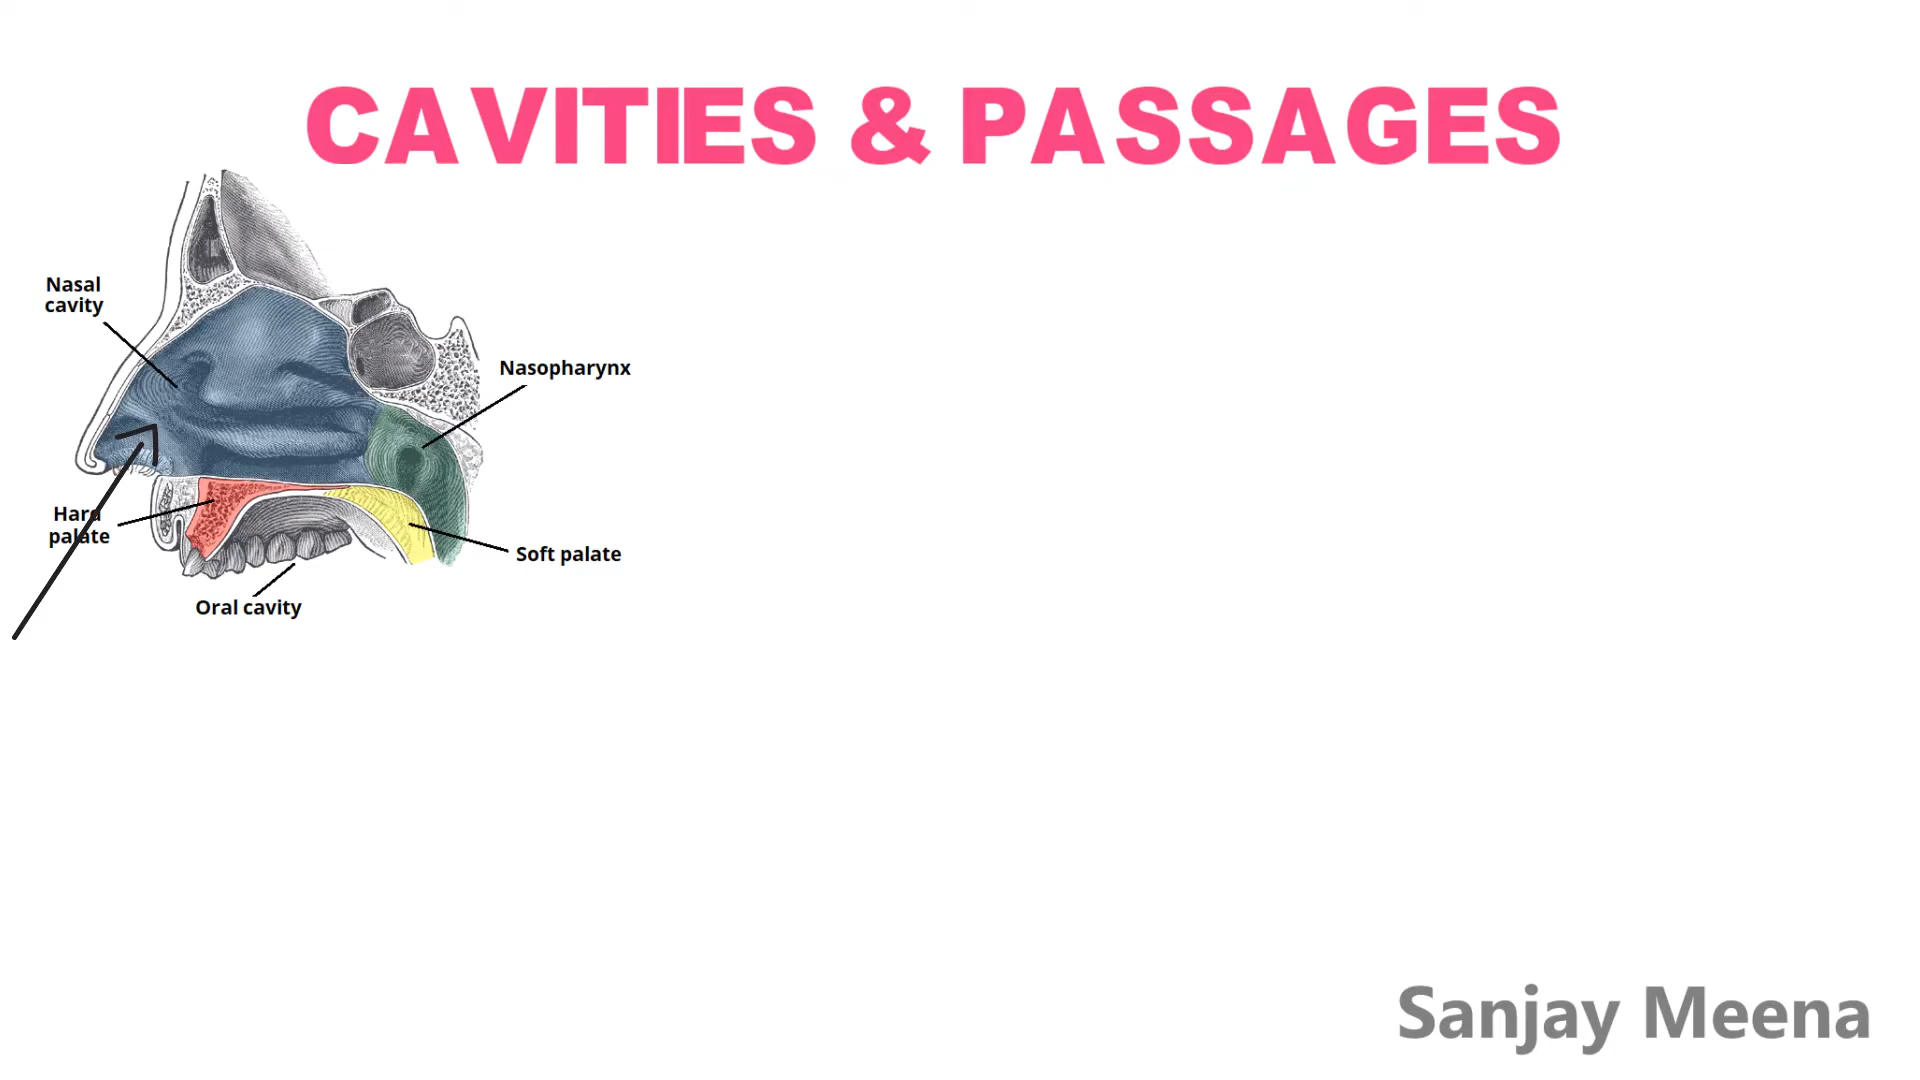 CAVITIES & PASSAGES
Nasal
cavity
Nasopharynx
Hard
palate
Soft palate
Oral cavity
Sanjay Meena